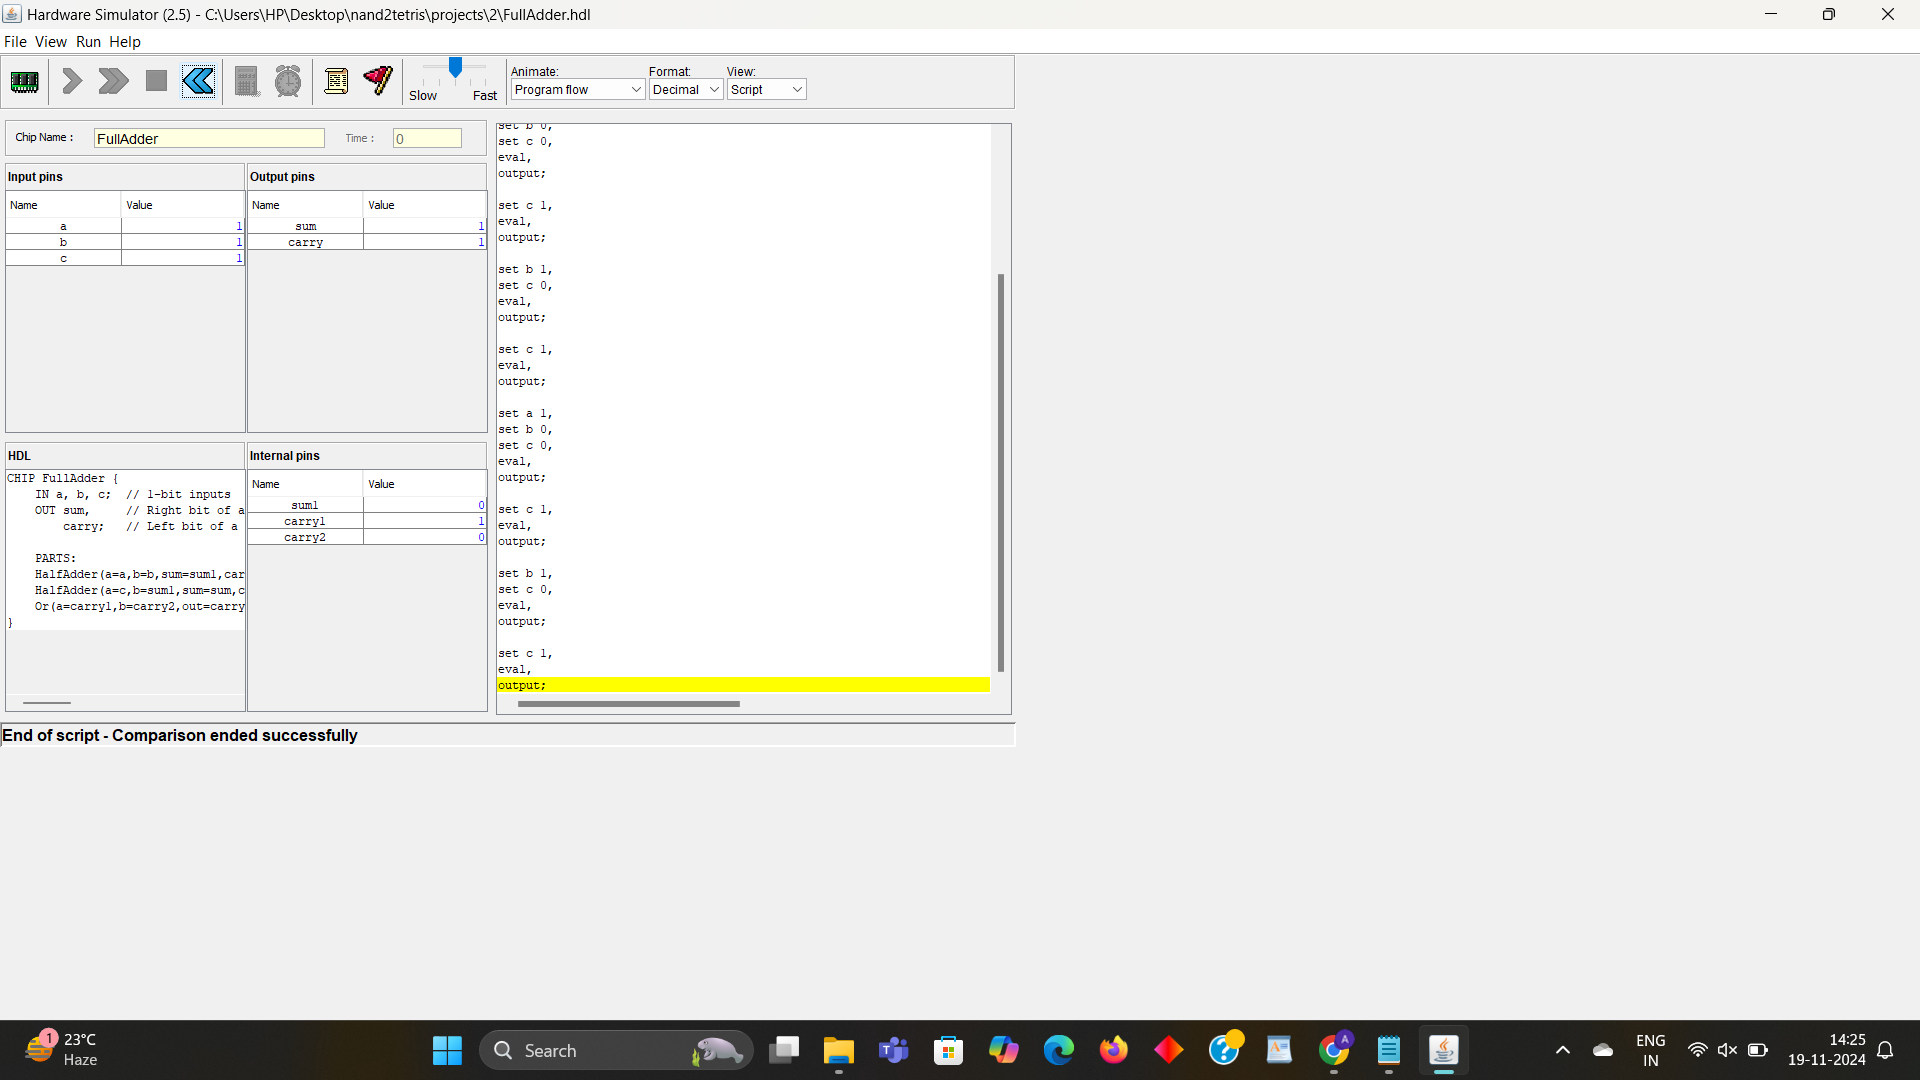 Hardware Simulator (2.5) - C:\Users\HP\Desktop\nand2tetris\projects\2\FullAdder.hdl
File View Run Help
Slow Fast
Animate:
Program flow
Format:
Decimal
View:
Script
Chip Name : FullAdder Time : 0
Input pins
Name Value
a 1
b 1
c 1
Output pins
Name Value
sum 1
carry 1
HDL
CHIP FullAdder {
IN a, b, c; // 1-bit inputs
OUT sum, // Right bit of a
carry; // Left bit of a
PARTS:
HalfAdder(a=a,b=b,sum=sum1,car
HalfAdder(a=c,b=sum1,sum=sum,c
Or(a=carry1,b=carry2,out=carry
}
Internal pins
Name Value
sum1 0
carry1 1
carry2 0
set b 0,
set c 0,
eval,
output;
set c 1,
eval,
output;
set b 1,
set c 0,
eval,
output;
set c 1,
eval,
output;
set a 1,
set b 0,
set c 0,
eval,
output;
set c 1,
eval,
output;
set b 1,
set c 0,
eval,
output;
set c 1,
eval,
output;
End of script - Comparison ended successfully
1
23°C
Haze
Search
A
ENG
IN
14:25
19-11-2024